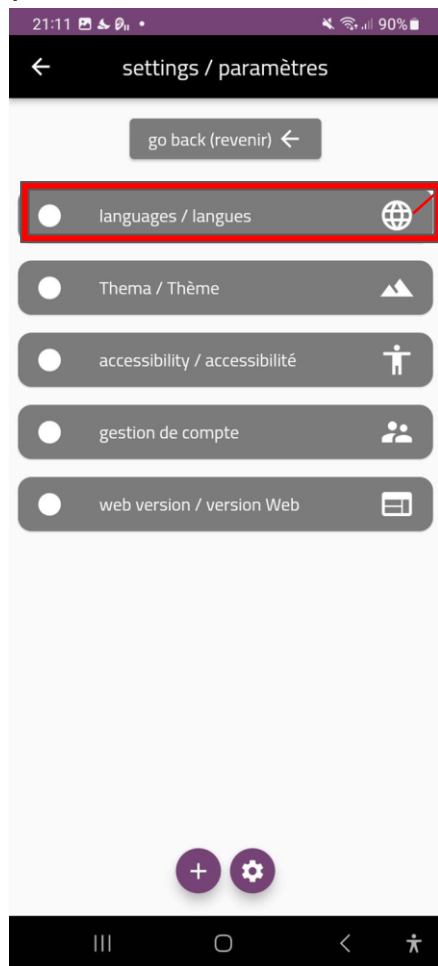 21:11
90%
settings / paramètres
go back (revenir)
languages / langues
Thema / Thème
accessibility / accessibilité
gestion de compte
web version / version Web